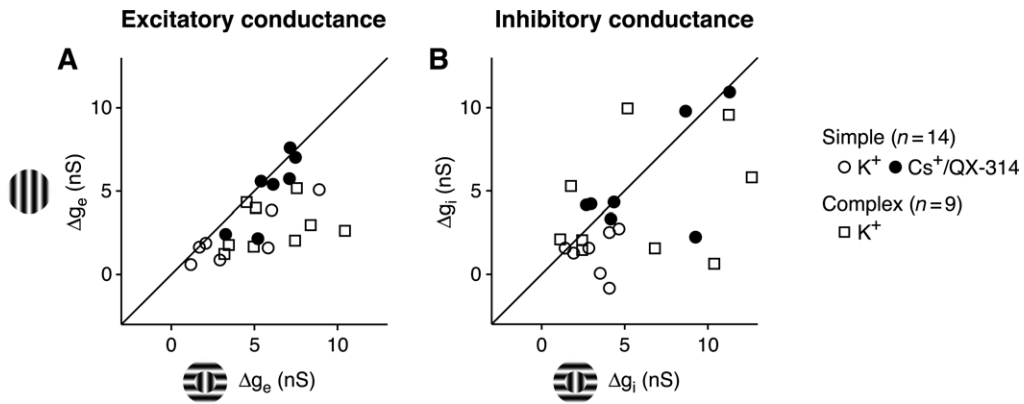 Excitatory conductance
Inhibitory conductance
A
10
5
0
Δgₑ (nS)
0 5 10
Δgₑ (nS)
B
10
5
0
Δgᵢ (nS)
0 5 10
Δgᵢ (nS)
Simple (n=14)
○ K⁺ ● Cs⁺/QX-314
Complex (n=9)
□ K⁺